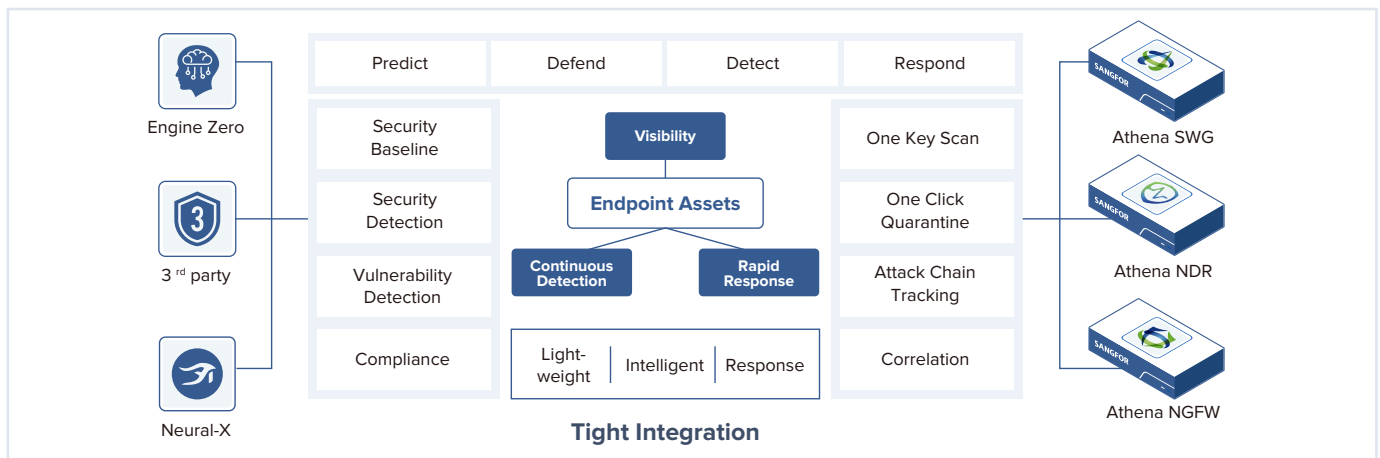 Predict
Defend
Detect
Respond
Engine Zero
3 rd party
3
Neural-X
Security
Baseline
Security
Detection
Vulnerability
Detection
Compliance
Visibility
Endpoint Assets
Continuous
Detection
Rapid
Response
Light-
weight
Intelligent
Response
Tight Integration
One Key Scan
One Click
Quarantine
Attack Chain
Tracking
Correlation
SANGFOR
Athena SWG
SANGFOR
Athena NDR
SANGFOR
Athena NGFW